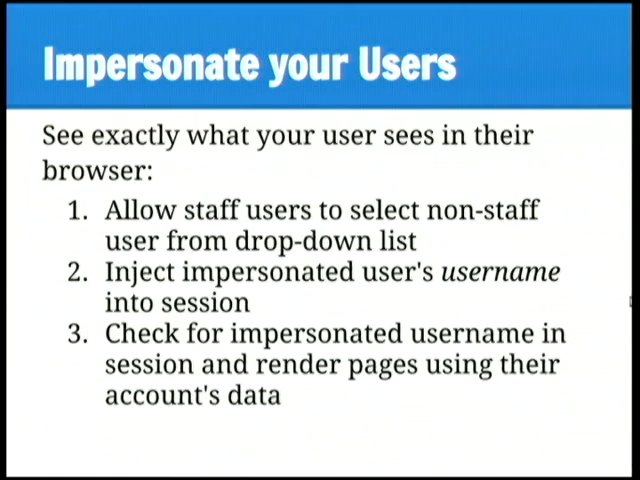 Impersonate your Users
See exactly what your user sees in their
browser:
1. Allow staff users to select non-staff
user from drop-down list
2. Inject impersonated user's username
into session
3. Check for impersonated username in
session and render pages using their
account's data